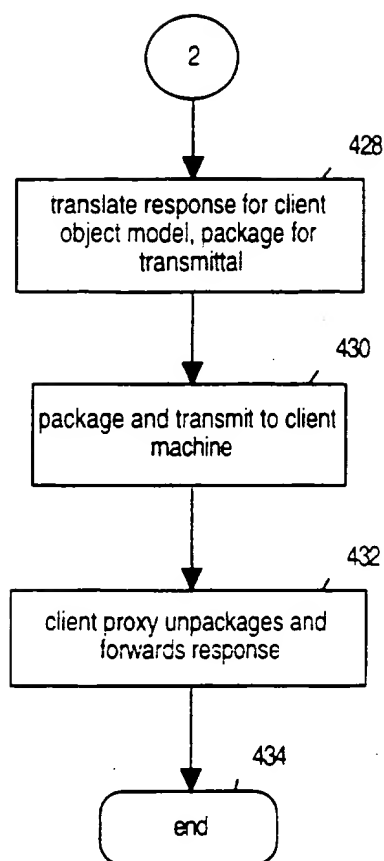 2
428
translate response for client
object model, package for
transmittal
430
package and transmit to client
machine
432
client proxy unpackages and
forwards response
434
end